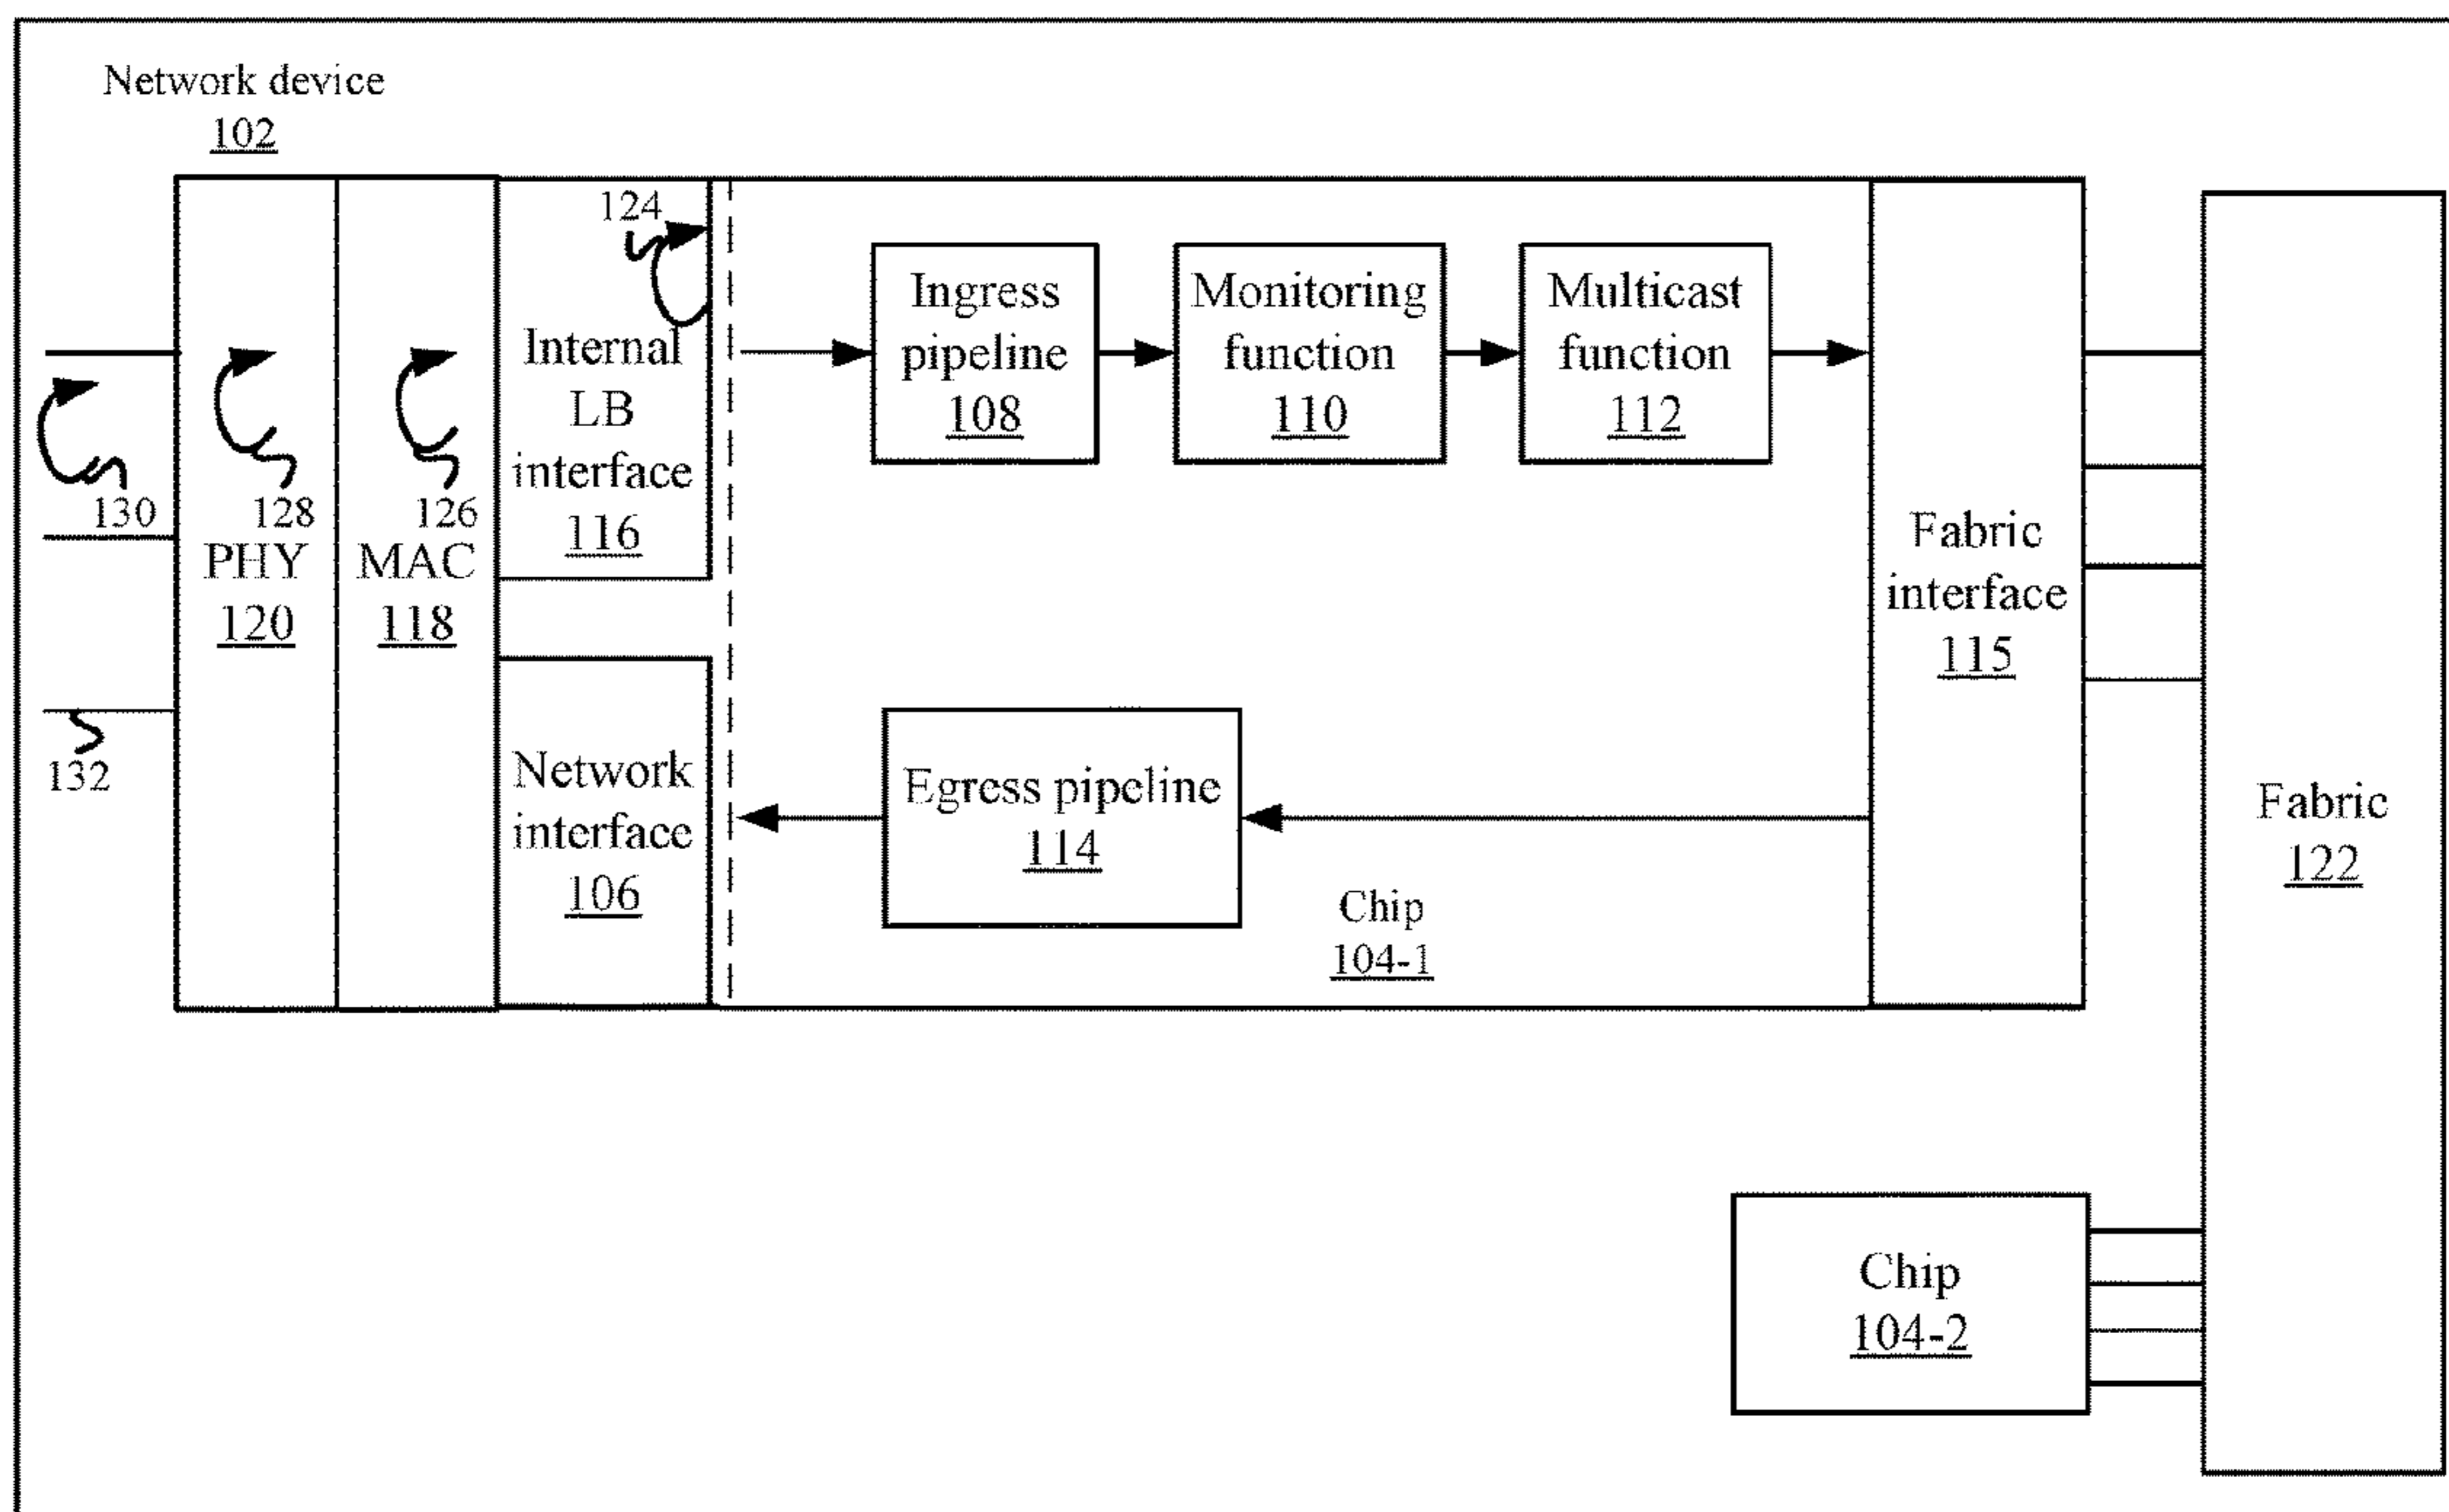 Network device
102
124
Internal
LB
interface
116
Ingress
pipeline
108
Monitoring
function
110
Multicast
function
112
130
128
126
PHY
120
MAC
118
Fabric
interface
115
132
Network
interface
106
Egress pipeline
114
Chip
104-1
Fabric
122
Chip
104-2